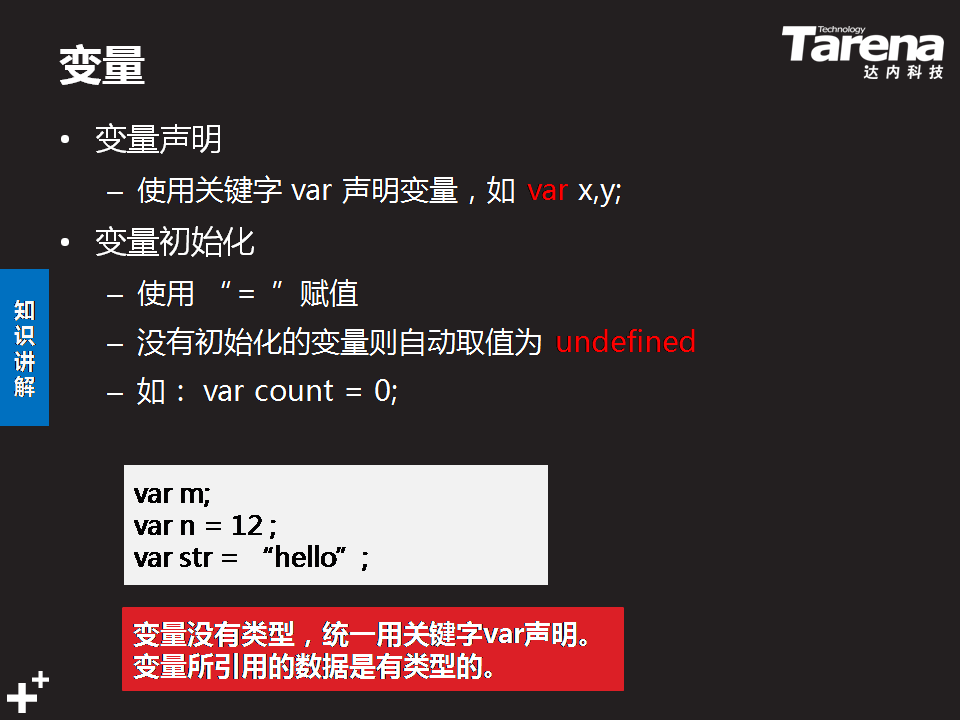 变量
Technology
Tarena
达内科技
• 变量声明
– 使用关键字 var 声明变量，如 var x,y;
• 变量初始化
– 使用 “ = ” 赋值
– 没有初始化的变量则自动取值为 undefined
– 如： var count = 0;
知识讲解
var m;
var n = 12 ;
var str = “hello” ;
变量没有类型，统一用关键字var声明。
变量所引用的数据是有类型的。